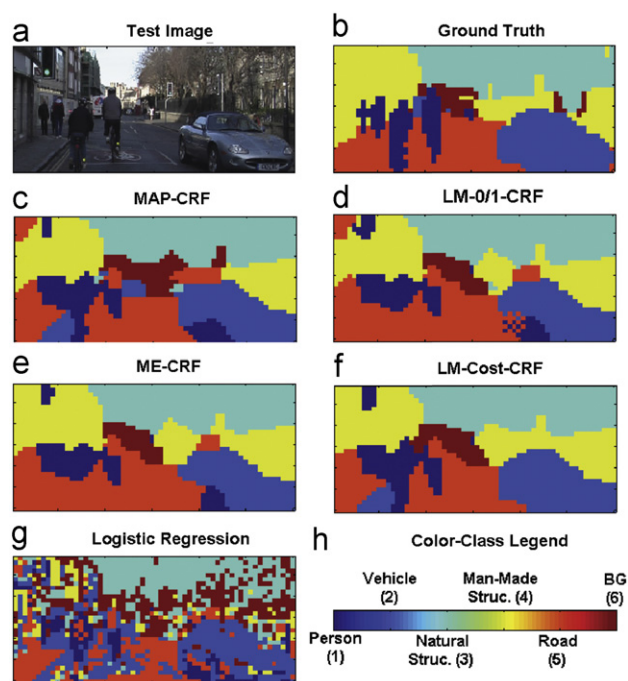 a
Test Image
b
Ground Truth
c
MAP-CRF
d
LM-0/1-CRF
e
ME-CRF
f
LM-Cost-CRF
g
Logistic Regression
h
Color-Class Legend
Vehicle
(2)
Man-Made
Struc. (4)
BG
(6)
Person
(1)
Natural
Struc. (3)
Road
(5)